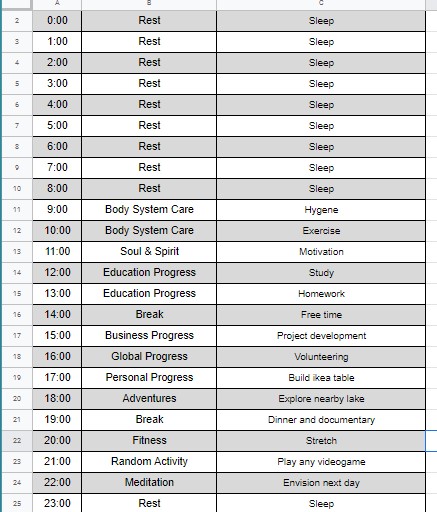 A B C
2 0:00 Rest Sleep
3 1:00 Rest Sleep
4 2:00 Rest Sleep
5 3:00 Rest Sleep
6 4:00 Rest Sleep
7 5:00 Rest Sleep
8 6:00 Rest Sleep
9 7:00 Rest Sleep
10 8:00 Rest Sleep
11 9:00 Body System Care Hygene
12 10:00 Body System Care Exercise
13 11:00 Soul & Spirit Motivation
14 12:00 Education Progress Study
15 13:00 Education Progress Homework
16 14:00 Break Free time
17 15:00 Business Progress Project development
18 16:00 Global Progress Volunteering
19 17:00 Personal Progress Build ikea table
20 18:00 Adventures Explore nearby lake
21 19:00 Break Dinner and documentary
22 20:00 Fitness Stretch
23 21:00 Random Activity Play any videogame
24 22:00 Meditation Envision next day
25 23:00 Rest Sleep